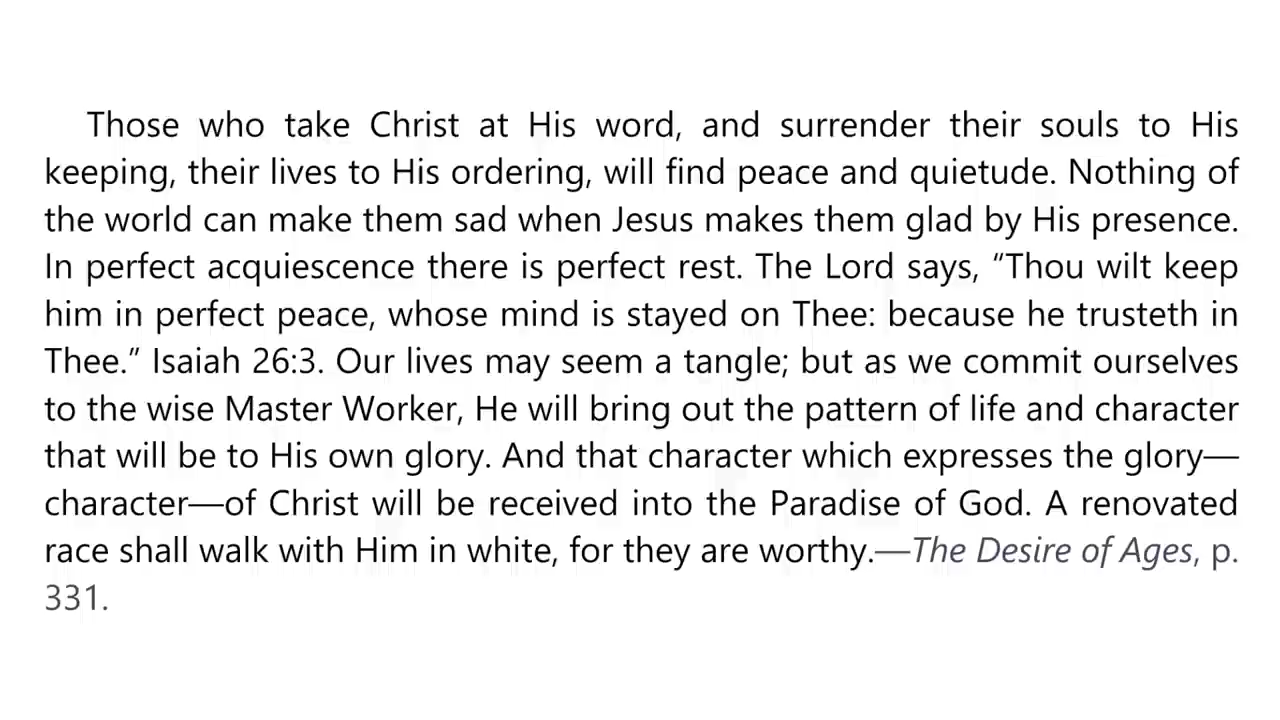 Those who take Christ at His word, and surrender their souls to His
keeping, their lives to His ordering, will find peace and quietude. Nothing of
the world can make them sad when Jesus makes them glad by His presence.
In perfect acquiescence there is perfect rest. The Lord says, “Thou wilt keep
him in perfect peace, whose mind is stayed on Thee: because he trusteth in
Thee.” Isaiah 26:3. Our lives may seem a tangle; but as we commit ourselves
to the wise Master Worker, He will bring out the pattern of life and character
that will be to His own glory. And that character which expresses the glory—
character—of Christ will be received into the Paradise of God. A renovated
race shall walk with Him in white, for they are worthy.—The Desire of Ages, p.
331.